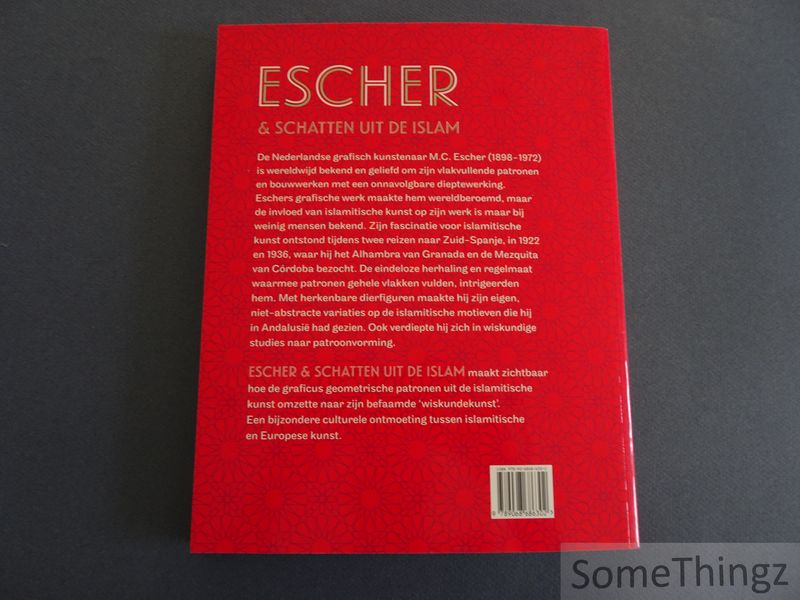 ESCHER
& SCHATTEN UIT DE ISLAM
De Nederlandse grafisch kunstenaar M.C. Escher (1898-1972)
is wereldwijd bekend en geliefd om zijn vlakvullende patronen
en bouwwerken met een onnavolgbare dieptewerking.
Eschers grafische werk maakte hem wereldberoemd, maar
de invloed van islamitische kunst op zijn werk is maar bij
weinig mensen bekend. Zijn fascinatie voor islamitische
kunst ontstond tijdens twee reizen naar Zuid-Spanje, in 1922
en 1936, waar hij het Alhambra van Granada en de Mezquita
van Córdoba bezocht. De eindeloze herhaling en regelmaat
waarmee patronen gehele vlakken vulden, intrigeerden
hem. Met herkenbare dierfiguren maakte hij zijn eigen,
niet-abstracte variaties op de islamitische motieven die hij
in Andalusië had gezien. Ook verdiepte hij zich in wiskundige
studies naar patroonvorming.
ESCHER & SCHATTEN UIT DE ISLAM maakt zichtbaar
hoe de graficus geometrische patronen uit de islamitische
kunst omzette naar zijn befaamde ‘wiskundekunst’.
Een bijzondere culturele ontmoeting tussen islamitische
en Europese kunst.
9 789068 686302
SomeThingz